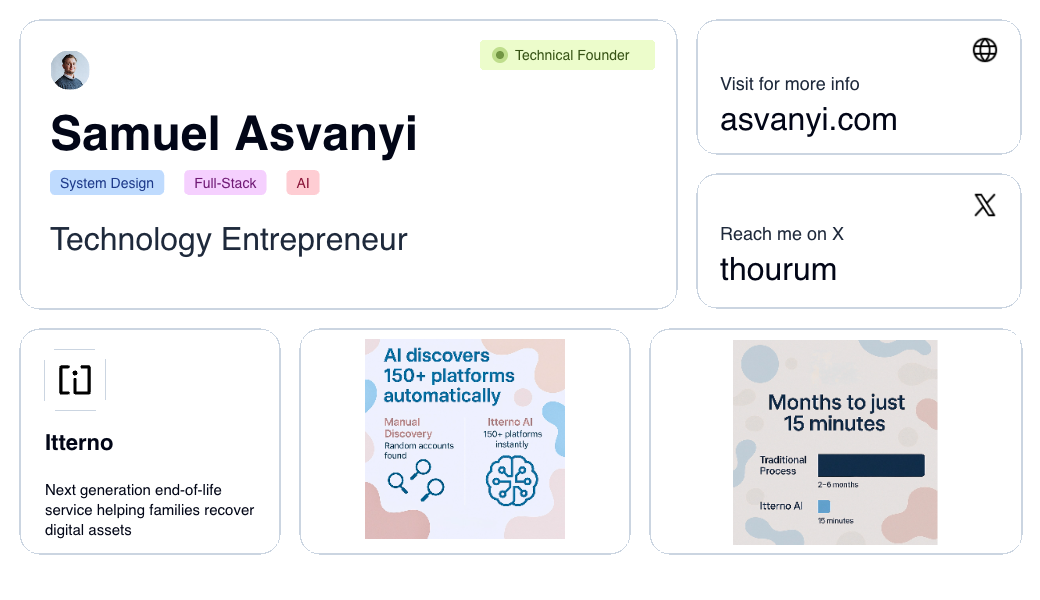 Technical Founder
Samuel Asvanyi
System Design
Full-Stack
AI
Technology Entrepreneur
Visit for more info
asvanyi.com
Reach me on X
thourum
[i]
Itterno
Next generation end-of-life
service helping families recover
digital assets
AI discovers
150+ platforms
automatically
Manual
Discovery
Random accounts
found
Itterno AI
150+ platforms
instantly
Months to just
15 minutes
Traditional
Process
2-6 months
Itterno AI
15 minutes